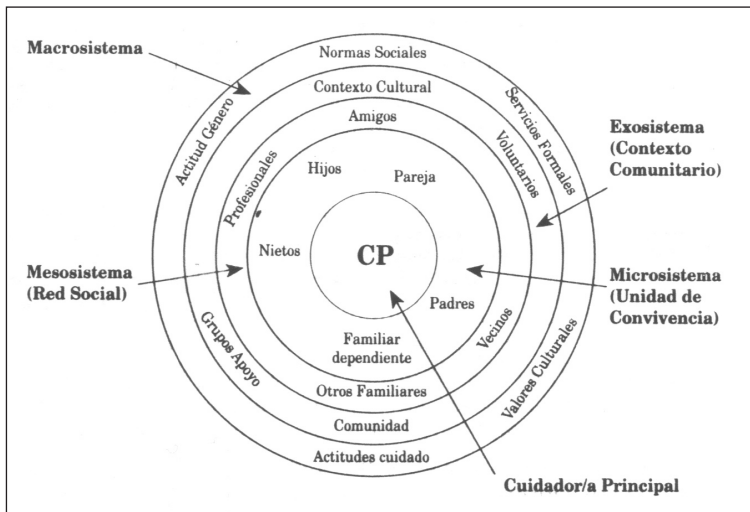 Macrosistema
Normas Sociales
Contexto Cultural
Amigos
Actitud Género
Servicios Formales
Profesionales
Voluntarios
Exosistema
(Contexto
Comunitario)
Hijos
Pareja
Nietos
CP
Mesosistema
(Red Social)
Microsistema
(Unidad de
Convivencia)
Padres
Familiar
dependiente
Grupos Apoyo
Vecinos
Valores Culturales
Otros Familiares
Comunidad
Actitudes cuidado
Cuidador/a Principal